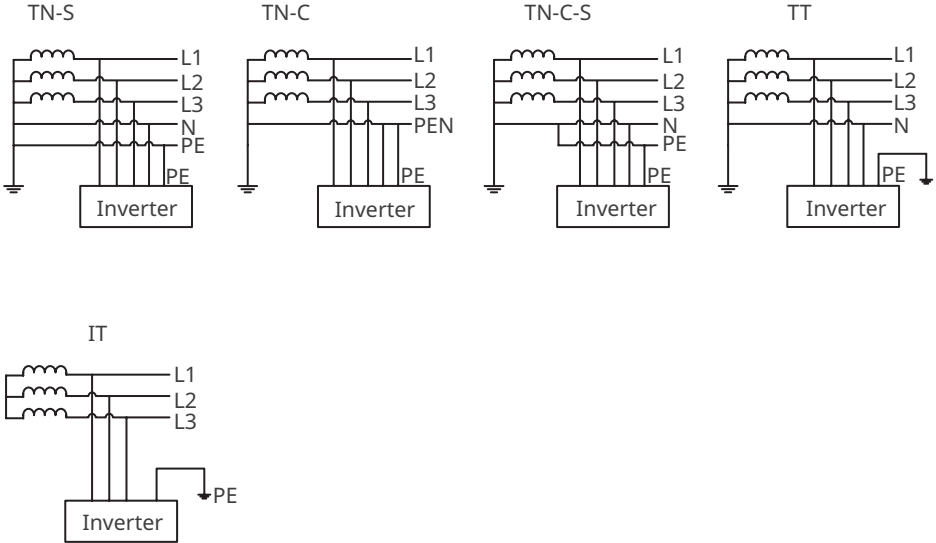 TN-S
L1
L2
L3
N
PE
PE
Inverter
TN-C
L1
L2
L3
PEN
PE
Inverter
TN-C-S
L1
L2
L3
N
PE
PE
Inverter
TT
L1
L2
L3
N
PE
Inverter
IT
L1
L2
L3
PE
Inverter